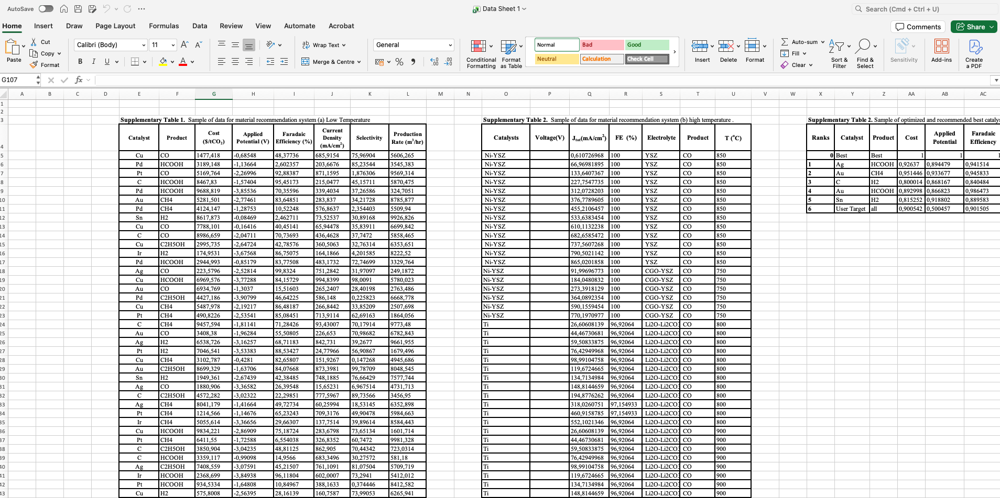 AutoSave
Data Sheet 1
Search (Cmd + Ctrl + U)
Home Insert Draw Page Layout Formulas Data Review View Automate Acrobat
Comments Share
Paste Cut Copy Format
Calibri (Body) 11
B I U
Wrap Text
Merge & Centre
General
Conditional Formatting
Format as Table
Normal Bad Good
Neutral Calculation Check Cell
Insert Delete Format
Auto-sum
Fill
Clear
Sort & Filter
Find & Select
Sensitivity
Add-ins
Create a PDF
G107 fx
A B C D E F G H I J K L M N O P Q R S T U V W X Y Z AA AB AC
Supplementary Table 1. Sample of data for material recommendation system (a) Low Temperature
Catalyst Product Cost ($/tCO₂) Applied Potential (V) Faradaic Efficiency (%) Current Density (mA/cm²) Selectivity Production Rate (m³/hr)
Cu CO 1477,418 -0,68548 48,37736 685,9154 75,96904 5606,265
Pd HCOOH 3189,148 -1,13664 2,602357 203,6676 85,23544 3545,383
Pt CO 5169,764 -2,26996 92,88387 871,1595 1,876306 9569,314
C HCOOH 8467,83 -1,57404 95,45173 215,0477 45,15711 5870,475
Pd HCOOH 9688,819 -3,85536 70,35596 339,4034 37,26586 324,7051
Au CH4 5281,501 -2,77461 83,64851 283,837 34,21728 8785,877
Pd CH4 4124,147 -1,28753 10,52248 576,8637 2,354403 5509,94
Sn H2 8617,873 -0,08469 2,462711 73,52537 30,89168 9926,826
Cu CO 7788,101 -0,16416 40,45141 65,94478 35,83911 6699,842
C CO 8986,659 -2,04711 70,73693 436,4628 37,7472 5858,465
Cu C2H5OH 2995,735 -2,64724 42,78576 360,5063 32,76314 6353,651
Ir H2 174,9531 -3,67568 86,75075 164,1866 4,201585 8222,52
Pd HCOOH 2944,993 -0,85179 83,77508 483,1732 72,74699 3329,764
Ag CO 223,5796 -2,52814 99,8324 751,2842 31,97097 249,1872
Cu HCOOH 6969,576 -3,77288 84,15729 994,8399 98,0091 5780,023
Au CO 6934,769 -1,3037 15,51603 265,2407 28,40198 2763,486
Pd C2H5OH 4427,186 -3,90799 46,64225 586,148 0,225823 6668,778
Cu CH4 5487,978 -2,19217 86,48187 266,8442 33,85209 2507,698
Pt CH4 490,8226 -2,53541 85,08451 713,9114 62,69163 1864,056
C CH4 9457,594 -1,81141 71,28426 93,43007 70,17914 9773,48
Au CO 3408,38 -1,96284 55,50805 226,653 70,98682 6782,843
Ag H2 6538,726 -3,16257 68,71183 842,731 39,2677 9661,955
Pt H2 7046,541 -3,53383 88,53427 24,77966 56,90867 1679,496
Cu CH4 3102,787 -0,4281 82,65807 151,9267 0,147268 4945,686
Au C2H5OH 8699,329 -1,63706 84,07668 873,3981 99,78709 8048,545
Sn H2 1949,361 -2,67439 42,38485 748,1885 76,66429 7577,744
Ag CO 1880,906 -3,36582 26,39548 15,65231 6,967514 4731,713
C C2H5OH 4572,282 -3,02322 22,29851 777,5967 89,73566 3456,95
Ag CH4 8041,179 -1,41664 49,72734 60,25994 18,53145 6352,898
Pt CH4 1214,566 -1,14676 65,23243 709,3176 49,90478 5984,663
Ir CH4 5055,614 -3,36656 29,66307 137,7514 39,89614 8584,443
Cu HCOOH 9834,221 -2,86909 75,18724 283,6798 73,65134 1601,714
Pt CH4 6411,55 -1,72588 6,554038 326,8352 60,7472 9981,328
C C2H5OH 3850,904 -3,04235 48,81125 862,905 70,44342 723,0314
C HCOOH 3359,117 -0,99098 14,9566 683,3496 30,27572 581,18
Ag C2H5OH 7408,559 -3,07591 45,21507 761,1091 81,07504 5709,719
Ir HCOOH 2368,699 -3,84938 96,11804 602,0007 73,2941 5412,012
Pt HCOOH 934,5334 -1,64808 10,84967 388,1633 0,374446 8412,582
Cu H2 575,8008 -2,56395 28,16139 160,7587 73,99053 6265,941
Supplementary Table 2. Sample of data for material recommendation system (b) high temperature .
Catalysts Voltage(V) Jtot(mA/cm²) FE (%) Electrolyte Product T (°C)
Ni-YSZ 0,610726968 100 YSZ CO 850
Ni-YSZ 66,96981895 100 YSZ CO 850
Ni-YSZ 133,6407367 100 YSZ CO 850
Ni-YSZ 227,7547735 100 YSZ CO 850
Ni-YSZ 312,0728203 100 YSZ CO 850
Ni-YSZ 376,7789605 100 YSZ CO 850
Ni-YSZ 455,2106457 100 YSZ CO 850
Ni-YSZ 533,6383454 100 YSZ CO 850
Ni-YSZ 610,1132238 100 YSZ CO 850
Ni-YSZ 682,6585472 100 YSZ CO 850
Ni-YSZ 737,5607268 100 YSZ CO 850
Ni-YSZ 790,5021142 100 YSZ CO 850
Ni-YSZ 865,0201858 100 YSZ CO 850
Ni-YSZ 91,99696773 100 CGO-YSZ CO 750
Ni-YSZ 184,0480832 100 CGO-YSZ CO 750
Ni-YSZ 273,3918129 100 CGO-YSZ CO 750
Ni-YSZ 364,0892354 100 CGO-YSZ CO 750
Ni-YSZ 590,1559454 100 CGO-YSZ CO 750
Ni-YSZ 770,1970977 100 CGO-YSZ CO 750
Ti 26,60608139 96,92064 Li2O-Li2CO3 CO 800
Ti 44,46730681 96,92064 Li2O-Li2CO3 CO 800
Ti 59,50833875 96,92064 Li2O-Li2CO3 CO 800
Ti 76,42949968 96,92064 Li2O-Li2CO3 CO 800
Ti 98,99104758 96,92064 Li2O-Li2CO3 CO 800
Ti 119,6724665 96,92064 Li2O-Li2CO3 CO 800
Ti 134,7134984 96,92064 Li2O-Li2CO3 CO 800
Ti 148,8144659 96,92064 Li2O-Li2CO3 CO 800
Ti 194,8776262 96,92064 Li2O-Li2CO3 CO 800
Ti 318,0260751 97,154933 Li2O-Li2CO3 CO 800
Ti 460,9158785 97,154933 Li2O-Li2CO3 CO 800
Ti 552,1021346 96,92064 Li2O-Li2CO3 CO 800
Ti 26,60608139 96,92064 Li2O-Li2CO3 CO 900
Ti 44,46730681 96,92064 Li2O-Li2CO3 CO 900
Ti 59,50833875 96,92064 Li2O-Li2CO3 CO 900
Ti 76,42949968 96,92064 Li2O-Li2CO3 CO 900
Ti 98,99104758 96,92064 Li2O-Li2CO3 CO 900
Ti 119,6724665 96,92064 Li2O-Li2CO3 CO 900
Ti 134,7134984 96,92064 Li2O-Li2CO3 CO 900
Ti 148,8144659 96,92064 Li2O-Li2CO3 CO 900
Supplementary Table 2. Sample of optimized and recommended best catalys
Ranks Catalyst Product Cost Applied Potential Faradaic Efficiency
0 Best Best 1 1 1
1 Ag HCOOH 0,92637 0,894479 0,941514
2 Au CH4 0,951446 0,933677 0,945833
3 C H2 0,800014 0,868167 0,840484
4 Au HCOOH 0,892998 0,866823 0,986473
5 Sn H2 0,815252 0,918802 0,889583
6 User Target all 0,900542 0,500457 0,901505